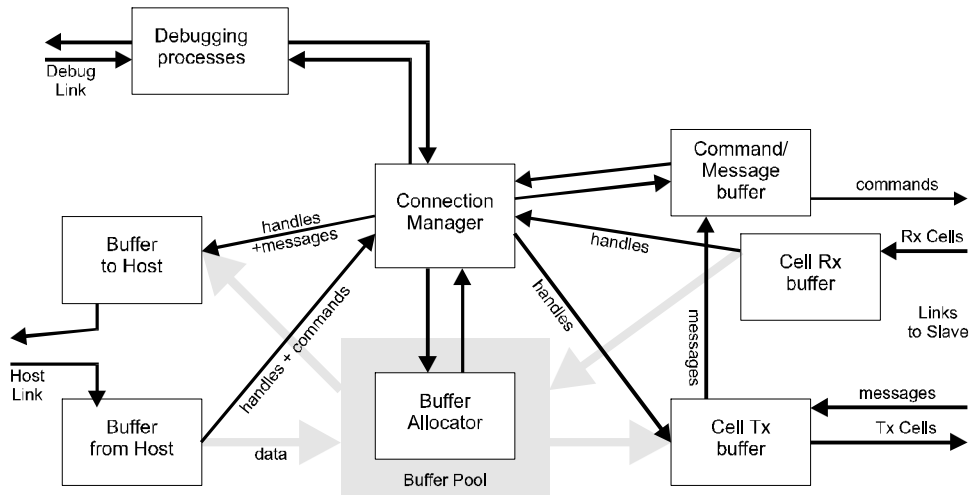 Debugging
processes
Debug
Link
Command/
Message
buffer
commands
Connection
Manager
handles
+messages
handles
Rx Cells
Buffer
to Host
Cell Rx
buffer
handles
handles + commands
messages
Links
to Slave
Host
Link
Buffer
Allocator
messages
Buffer
from Host
Cell Tx
buffer
Tx Cells
data
Buffer Pool